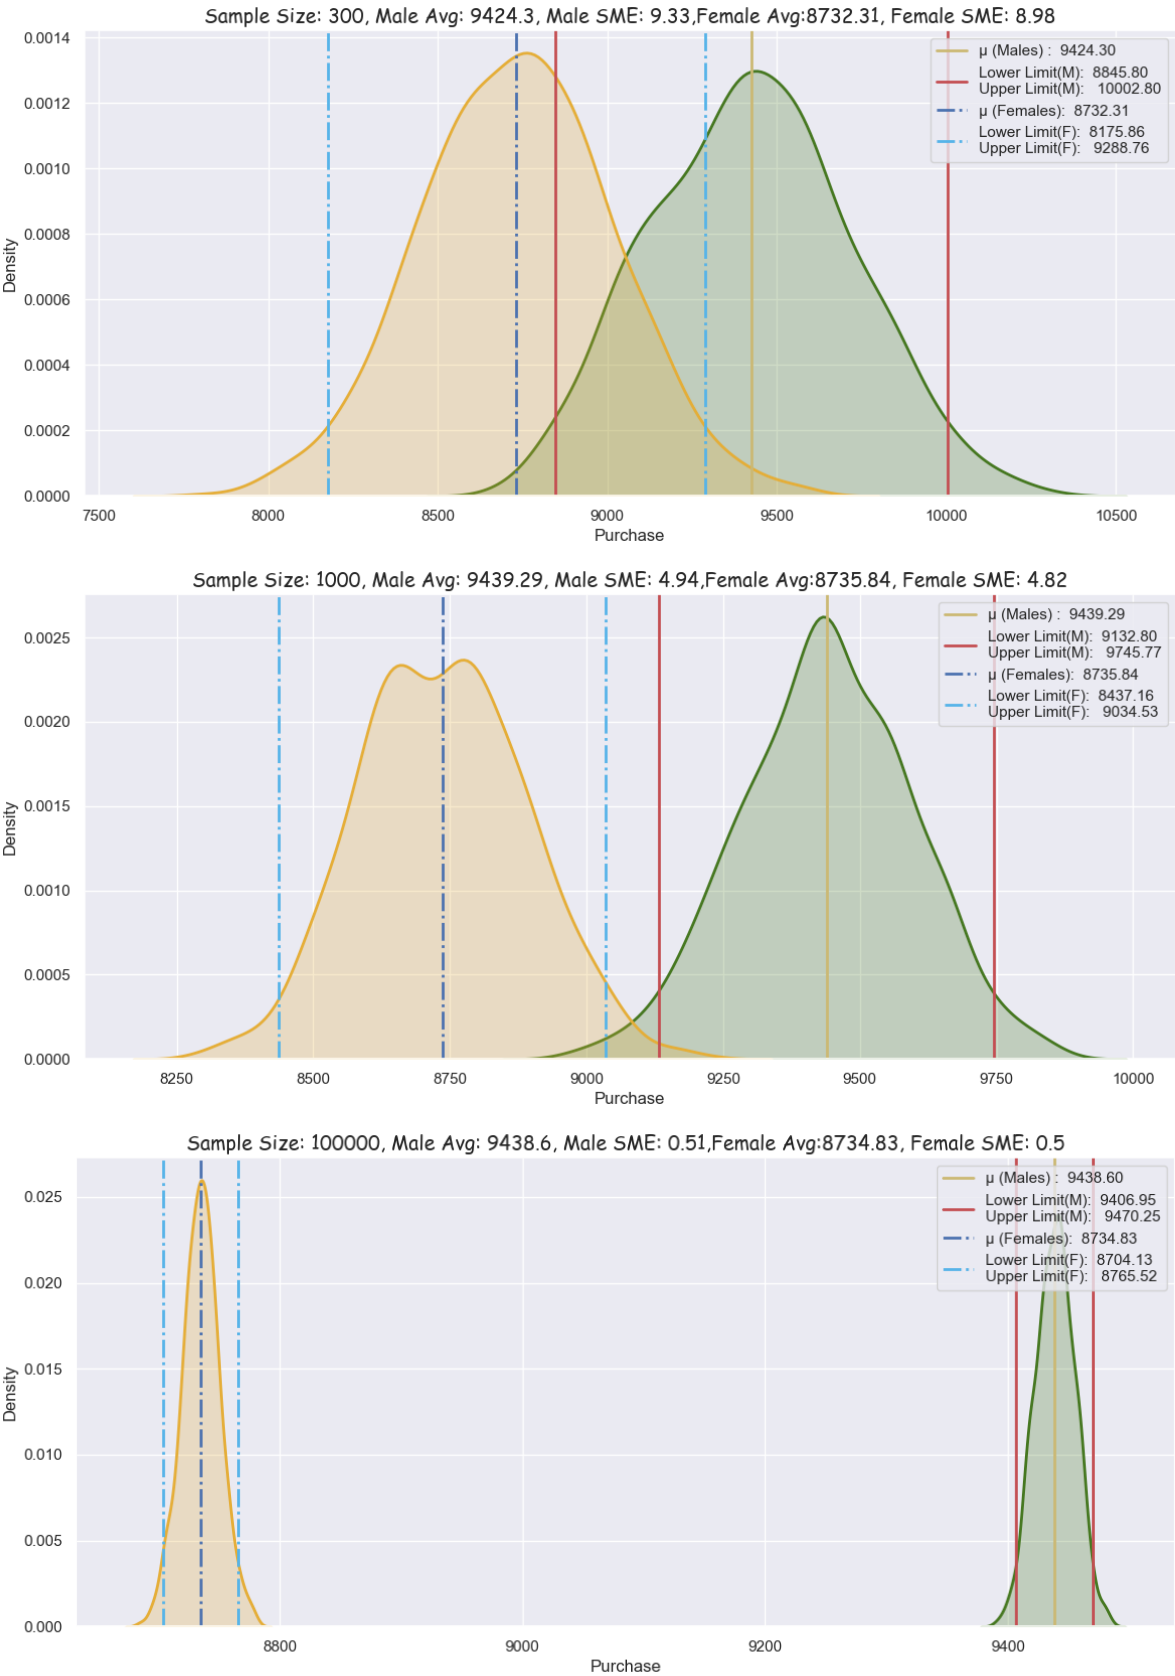 Sample Size: 300, Male Avg: 9424.3, Male SME: 9.33,Female Avg:8732.31, Female SME: 8.98
0.0014
0.0012
0.0010
0.0008
0.0006
0.0004
0.0002
0.0000
Density
μ (Males) : 9424.30
Lower Limit(M): 8845.80
Upper Limit(M): 10002.80
μ (Females): 8732.31
Lower Limit(F): 8175.86
Upper Limit(F): 9288.76
7500 8000 8500 9000 9500 10000 10500
Purchase
Sample Size: 1000, Male Avg: 9439.29, Male SME: 4.94,Female Avg:8735.84, Female SME: 4.82
0.0025
0.0020
0.0015
0.0010
0.0005
0.0000
Density
μ (Males) : 9439.29
Lower Limit(M): 9132.80
Upper Limit(M): 9745.77
μ (Females): 8735.84
Lower Limit(F): 8437.16
Upper Limit(F): 9034.53
8250 8500 8750 9000 9250 9500 9750 10000
Purchase
Sample Size: 100000, Male Avg: 9438.6, Male SME: 0.51,Female Avg:8734.83, Female SME: 0.5
0.025
0.020
0.015
0.010
0.005
0.000
Density
μ (Males) : 9438.60
Lower Limit(M): 9406.95
Upper Limit(M): 9470.25
μ (Females): 8734.83
Lower Limit(F): 8704.13
Upper Limit(F): 8765.52
8800 9000 9200 9400
Purchase